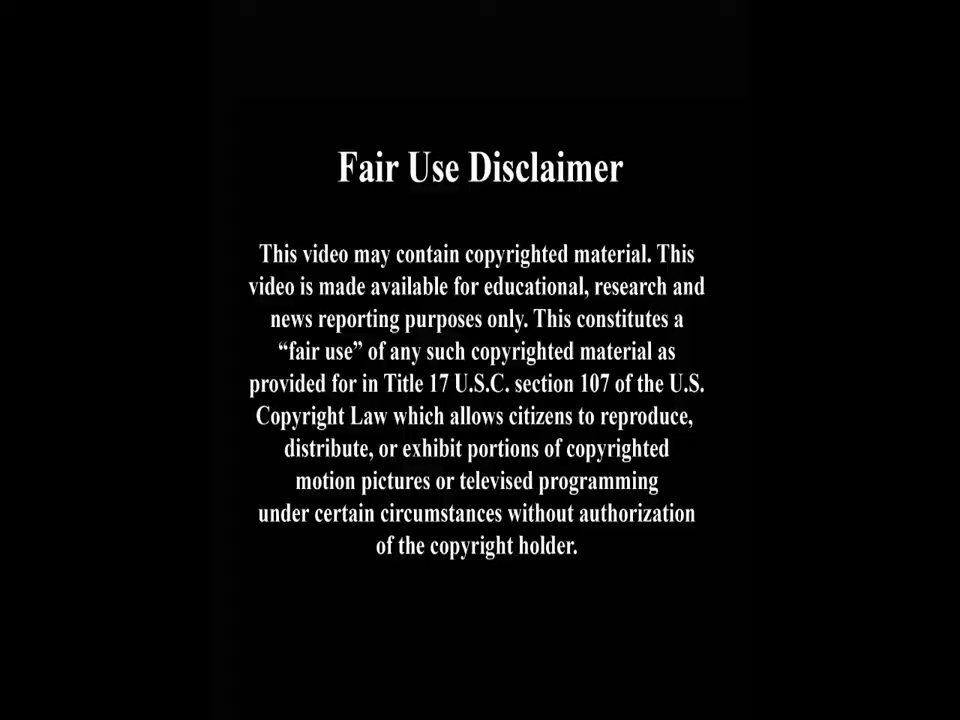 Fair Use Disclaimer
This video may contain copyrighted material. This
video is made available for educational, research and
news reporting purposes only. This constitutes a
“fair use” of any such copyrighted material as
provided for in Title 17 U.S.C. section 107 of the U.S.
Copyright Law which allows citizens to reproduce,
distribute, or exhibit portions of copyrighted
motion pictures or televised programming
under certain circumstances without authorization
of the copyright holder.